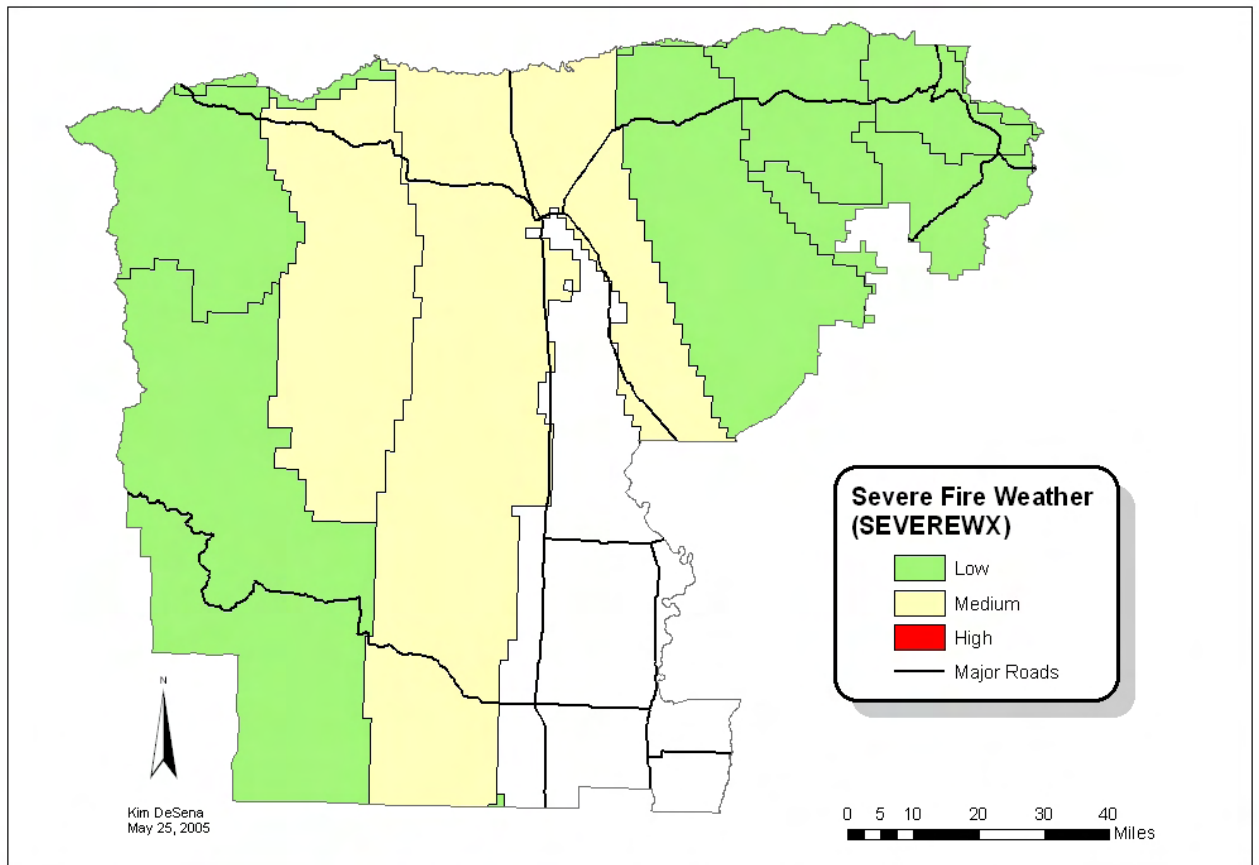 Severe Fire Weather
(SEVEREWX)
Low
Medium
High
Major Roads
N
Kim DeSena
May 25, 2005
0 5 10 20 30 40
Miles